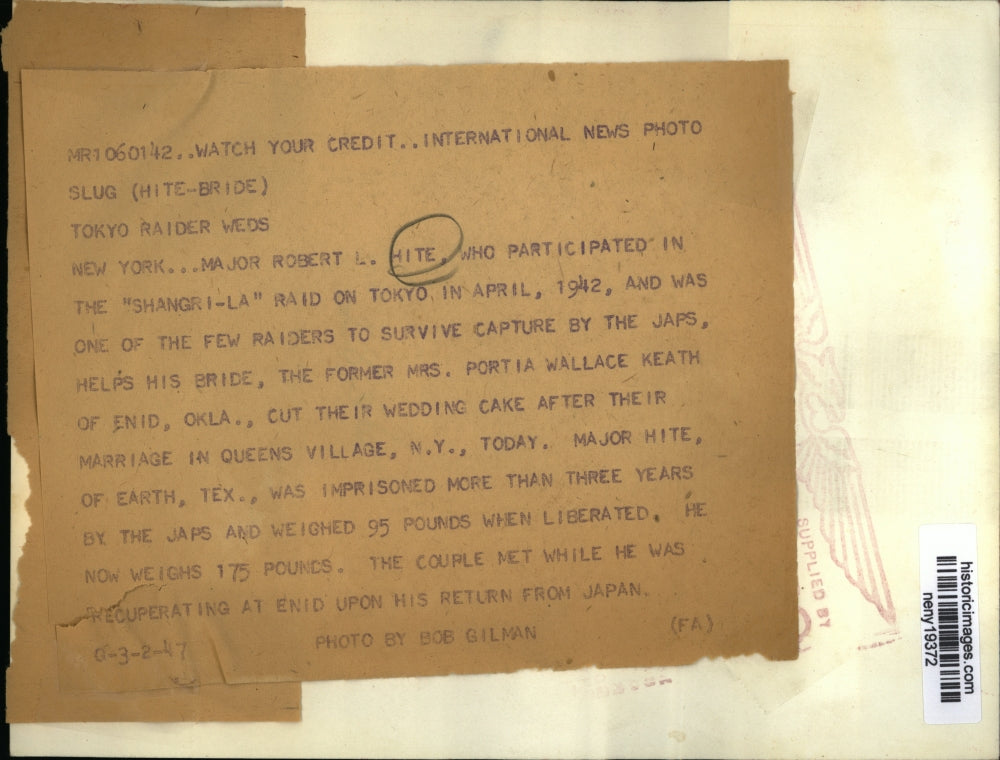 MR1060142..WATCH YOUR CREDIT..INTERNATIONAL NEWS PHOTO
SLUG (HITE-BRIDE)
TOKYO RAIDER WEDS
NEW YORK...MAJOR ROBERT L. HITE, WHO PARTICIPATED IN
THE "SHANGRI-LA" RAID ON TOKYO IN APRIL, 1942, AND WAS
ONE OF THE FEW RAIDERS TO SURVIVE CAPTURE BY THE JAPS,
HELPS HIS BRIDE, THE FORMER MRS. PORTIA WALLACE KEATH
OF ENID, OKLA., CUT THEIR WEDDING CAKE AFTER THEIR
MARRIAGE IN QUEENS VILLAGE, N.Y., TODAY. MAJOR HITE,
OF EARTH, TEX., WAS IMPRISONED MORE THAN THREE YEARS
BY THE JAPS AND WEIGHED 95 POUNDS WHEN LIBERATED. HE
NOW WEIGHS 175 POUNDS. THE COUPLE MET WHILE HE WAS
RECUPERATING AT ENID UPON HIS RETURN FROM JAPAN.
PHOTO BY BOB GILMAN (FA)
0-3-2-47
SUPPLIED BY
historicimages.com
neny19372